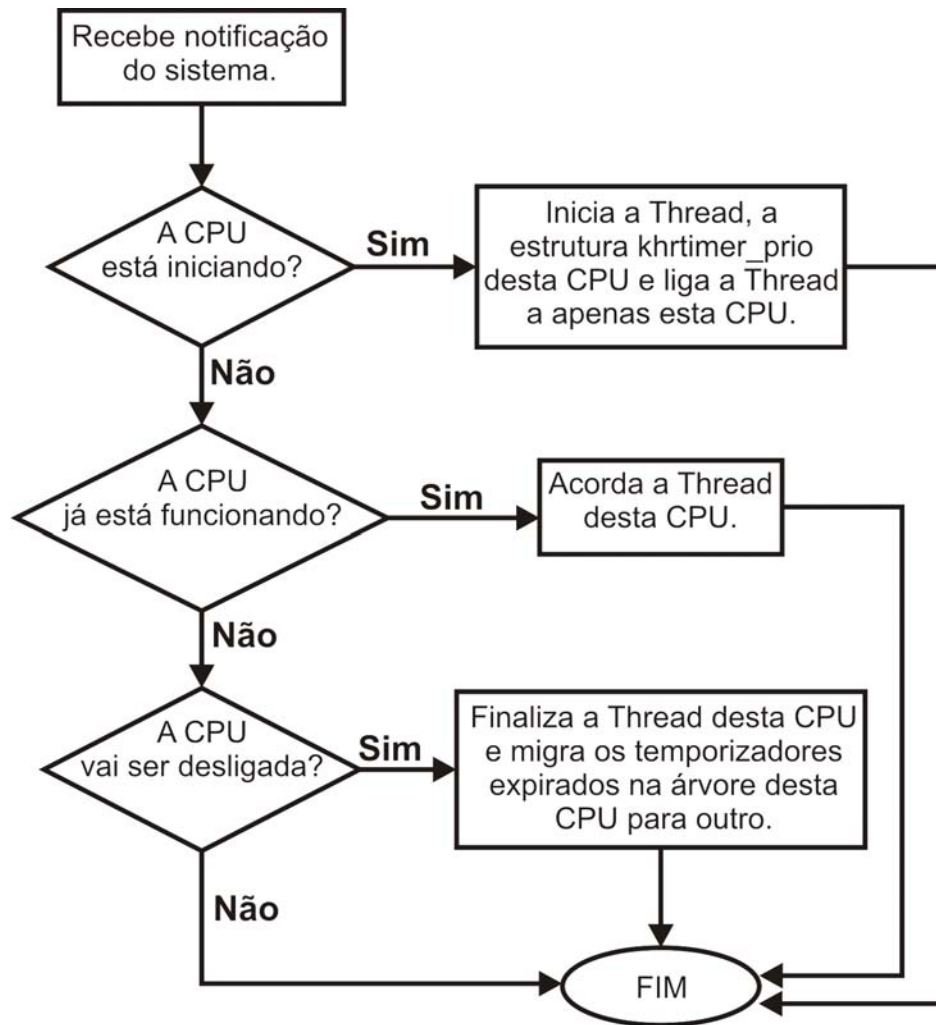 Recebe notificação
do sistema.
A CPU
está iniciando?
Sim
Inicia a Thread, a
estrutura khrtimer_prio
desta CPU e liga a Thread
a apenas esta CPU.
Não
A CPU
já está funcionando?
Sim
Acorda a Thread
desta CPU.
Não
A CPU
vai ser desligada?
Sim
Finaliza a Thread desta CPU
e migra os temporizadores
expirados na árvore desta
CPU para outro.
Não
FIM